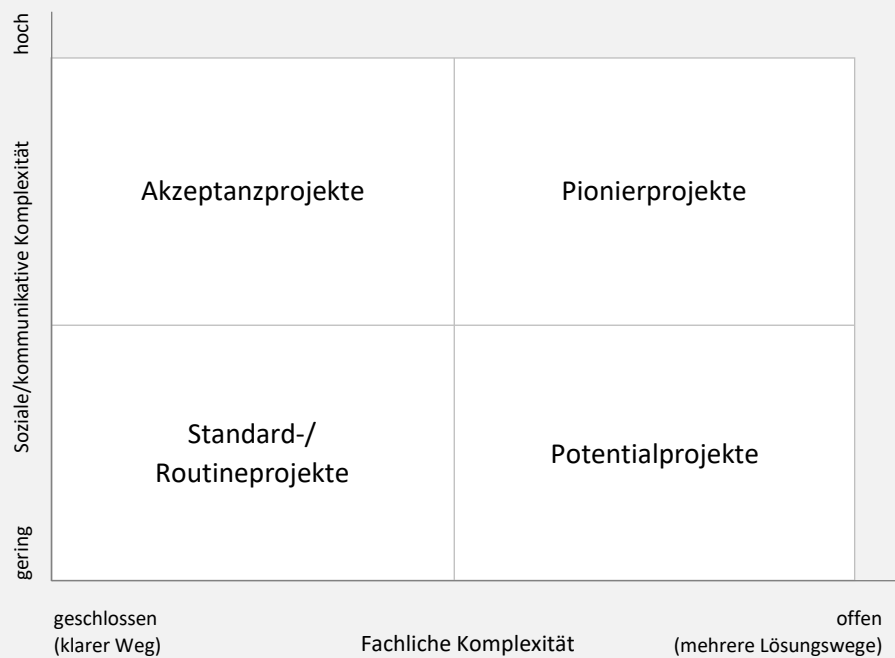 hoch
Soziale/kommunikative Komplexität
gering
Akzeptanzprojekte
Pionierprojekte
Standard-/
Routineprojekte
Potentialprojekte
geschlossen
(klarer Weg)
Fachliche Komplexität
offen
(mehrere Lösungswege)